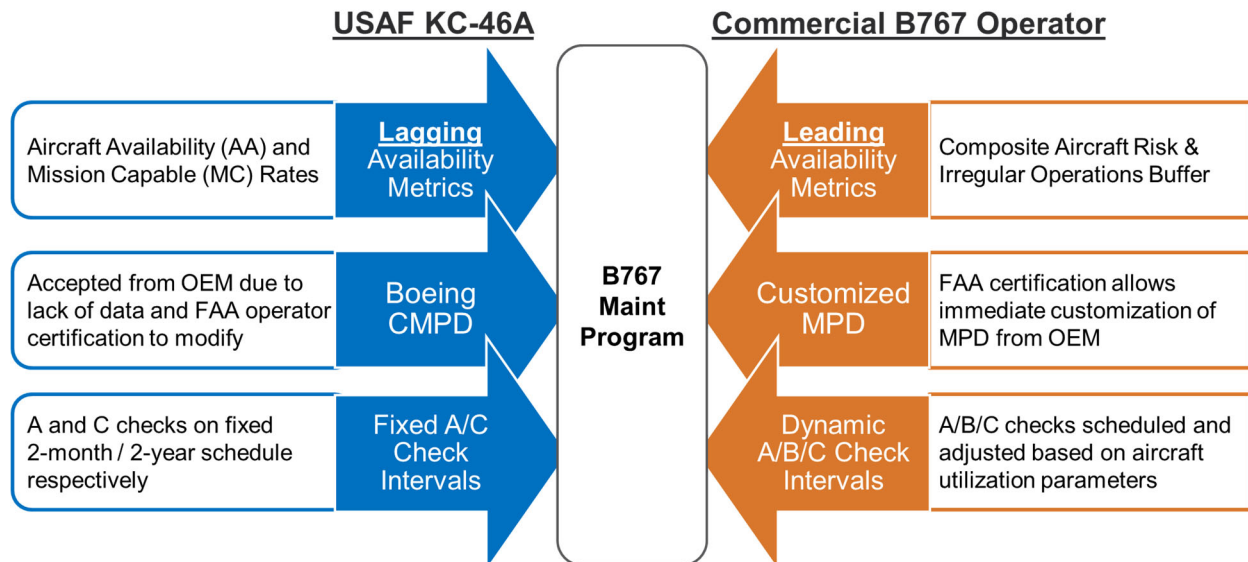 USAF KC-46A
Commercial B767 Operator
Aircraft Availability (AA) and
Mission Capable (MC) Rates
Lagging
Availability
Metrics
Leading
Availability
Metrics
Composite Aircraft Risk &
Irregular Operations Buffer
Accepted from OEM due to
lack of data and FAA operator
certification to modify
Boeing
CMPD
B767
Maint
Program
Customized
MPD
FAA certification allows
immediate customization of
MPD from OEM
A and C checks on fixed
2-month / 2-year schedule
respectively
Fixed A/C
Check
Intervals
Dynamic
A/B/C Check
Intervals
A/B/C checks scheduled and
adjusted based on aircraft
utilization parameters